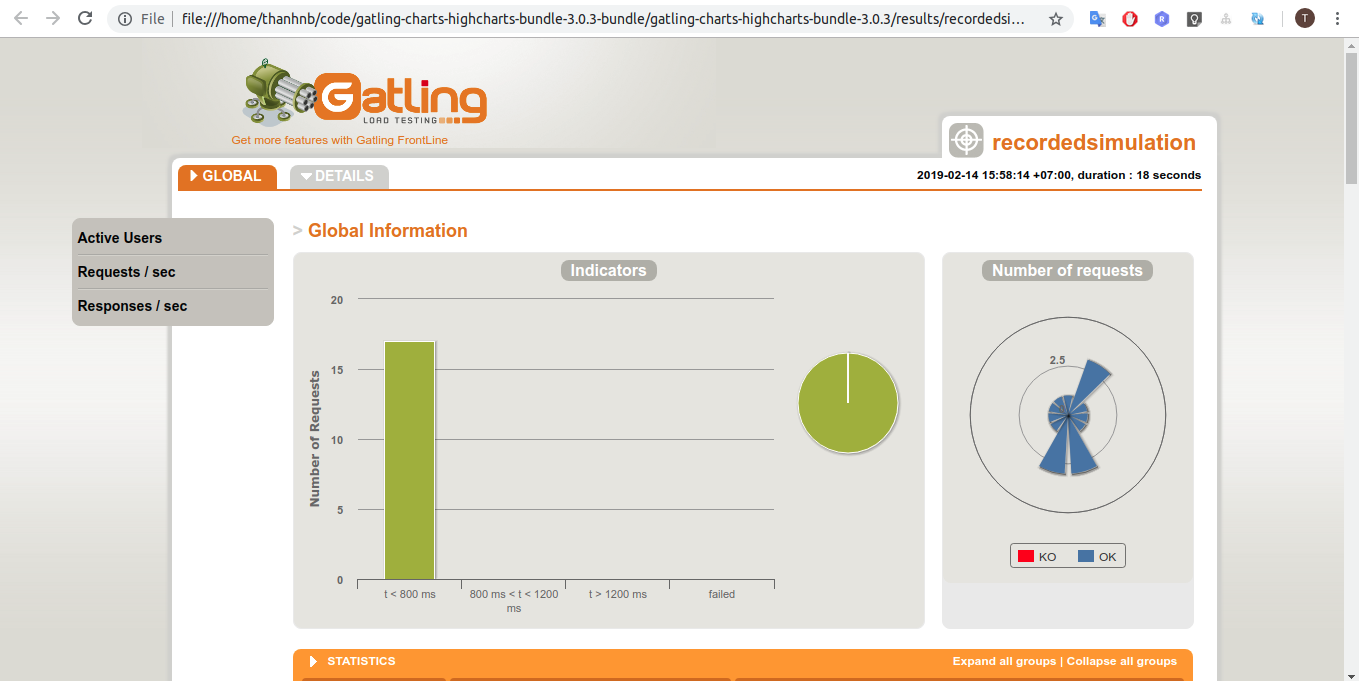 File
file:///home/thanhnb/code/gatling-charts-highcharts-bundle-3.0.3-bundle/gatling-charts-highcharts-bundle-3.0.3/results/recordedsi...
T
Gatling
LOAD TESTING
Get more features with Gatling FrontLine
recordedsimulation
GLOBAL
DETAILS
2019-02-14 15:58:14 +07:00, duration : 18 seconds
Active Users
Requests / sec
Responses / sec
> Global Information
Indicators
Number of Requests
20
15
10
5
0
t < 800 ms
800 ms < t < 1200
ms
t > 1200 ms
failed
Number of requests
2.5
KO
OK
STATISTICS
Expand all groups | Collapse all groups